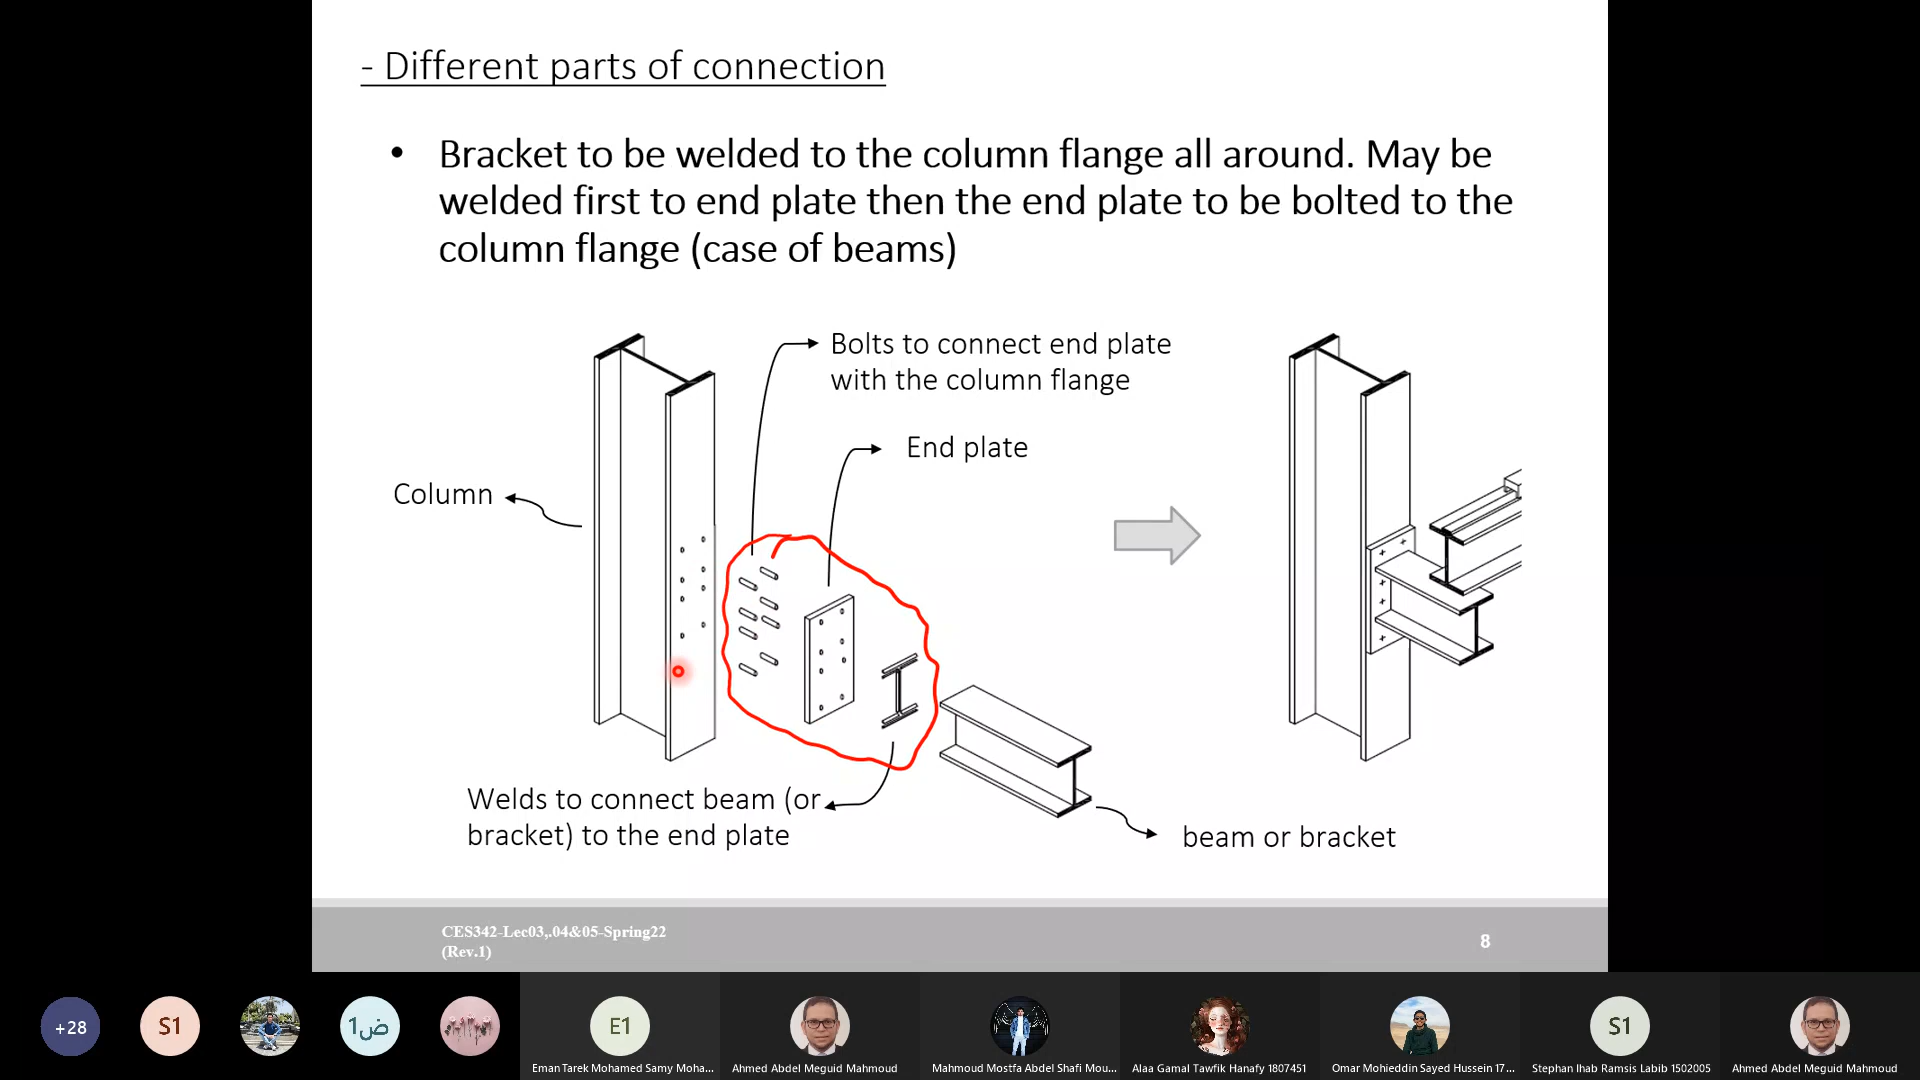 - Different parts of connection
• Bracket to be welded to the column flange all around. May be
welded first to end plate then the end plate to be bolted to the
column flange (case of beams)
Bolts to connect end plate
with the column flange
End plate
Column
Welds to connect beam (or
bracket) to the end plate
beam or bracket
CES342-Lec03,.04&05-Spring22
(Rev.1)
8
+28
S1
ض1
E1
S1
Eman Tarek Mohamed Samy Moha...
Ahmed Abdel Meguid Mahmoud
Mahmoud Mostfa Abdel Shafi Mou...
Alaa Gamal Tawfik Hanafy 1807451
Omar Mohieddin Sayed Hussein 17...
Stephan Ihab Ramsis Labib 1502005
Ahmed Abdel Meguid Mahmoud